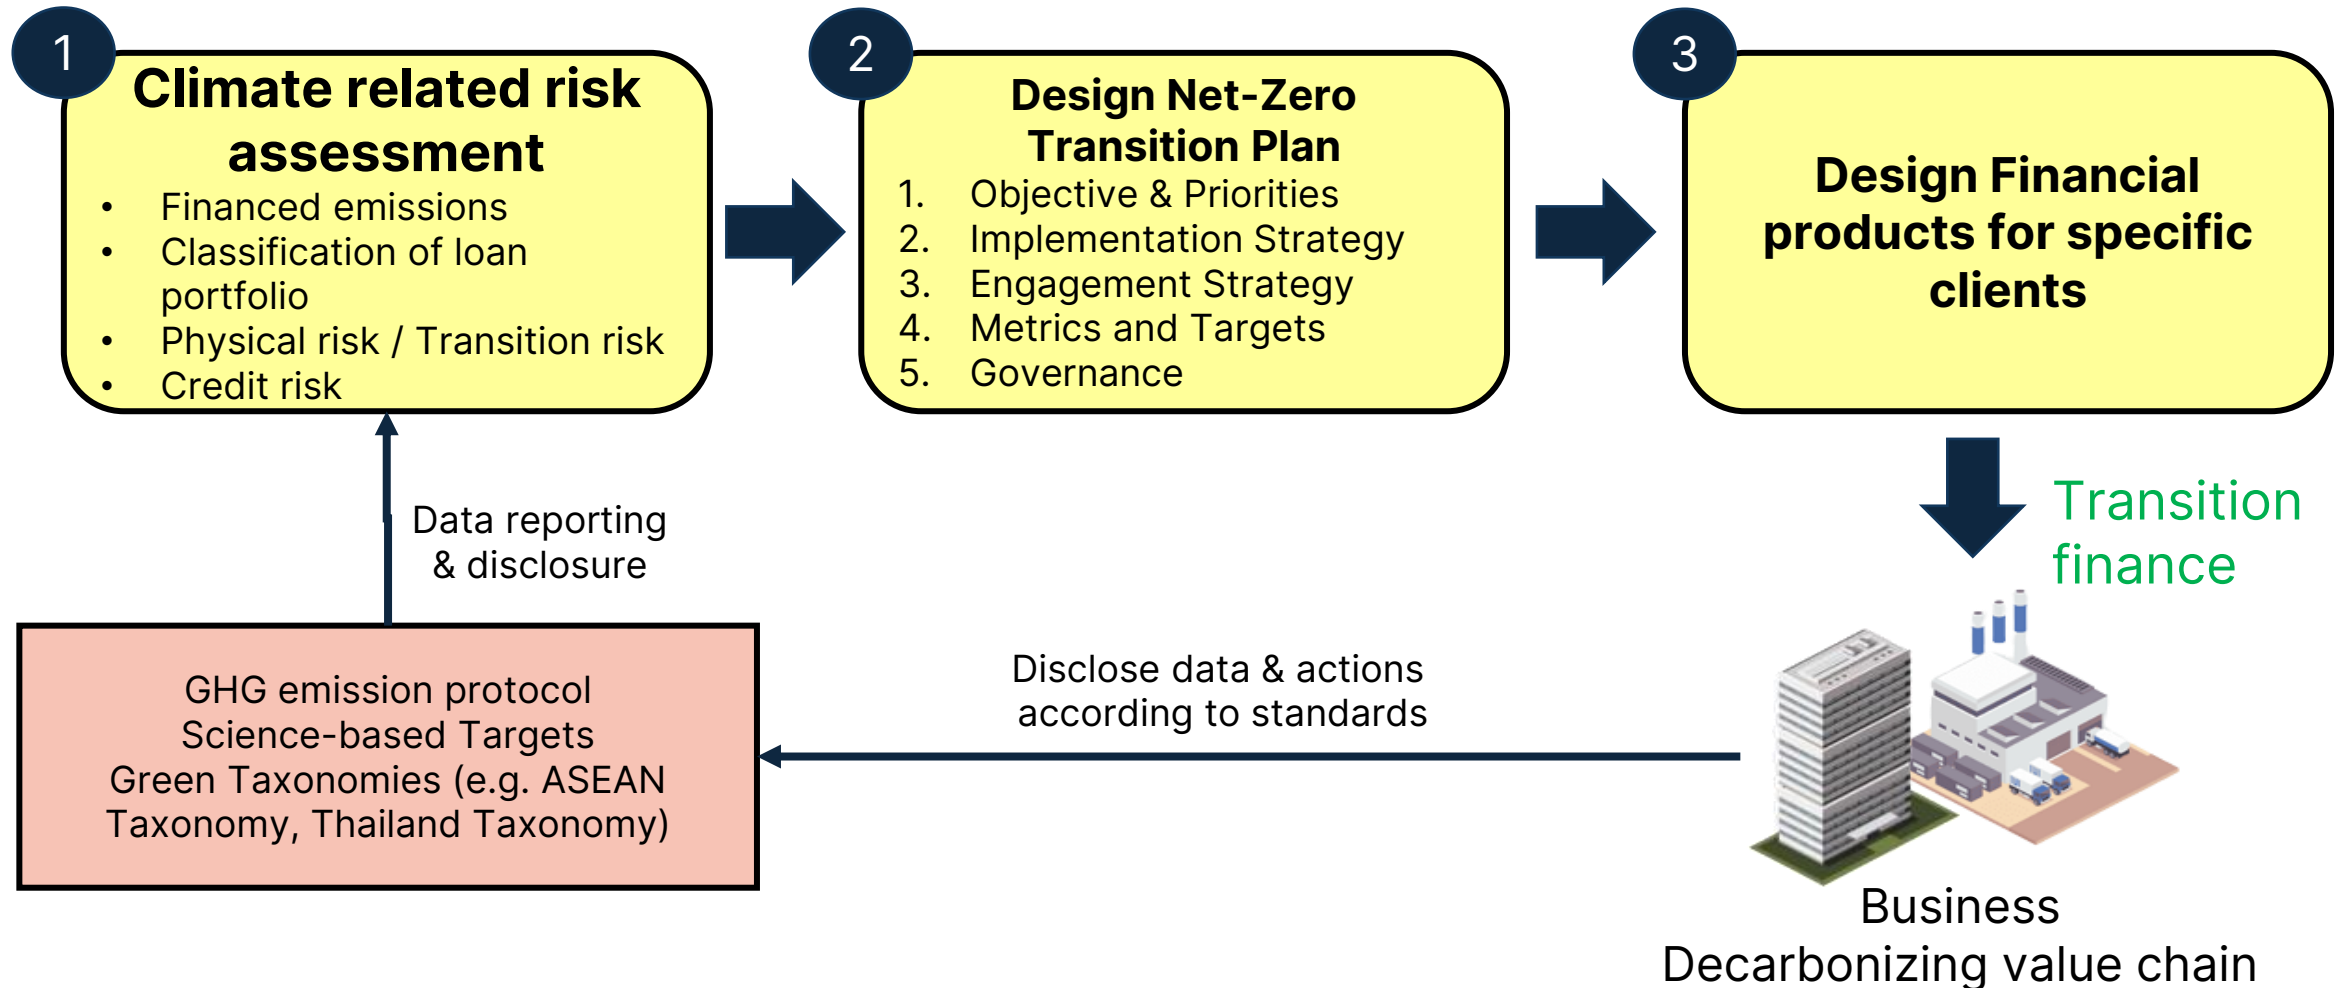 1
Climate related risk
assessment
• Financed emissions
• Classification of loan
portfolio
• Physical risk / Transition risk
• Credit risk
2
Design Net-Zero
Transition Plan
1. Objective & Priorities
2. Implementation Strategy
3. Engagement Strategy
4. Metrics and Targets
5. Governance
3
Design Financial
products for specific
clients
Transition
finance
Data reporting
& disclosure
GHG emission protocol
Science-based Targets
Green Taxonomies (e.g. ASEAN
Taxonomy, Thailand Taxonomy)
Disclose data & actions
according to standards
Business
Decarbonizing value chain